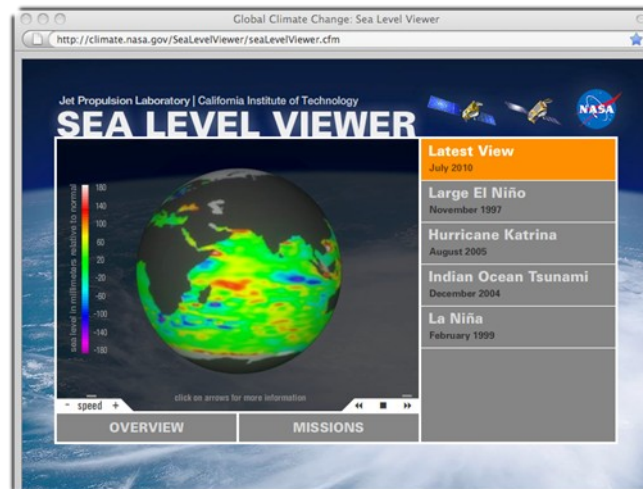 Global Climate Change: Sea Level Viewer
http://climate.nasa.gov/SeaLevelViewer/seaLevelViewer.cfm
Jet Propulsion Laboratory | California Institute of Technology
SEA LEVEL VIEWER
NASA
sea level in millimeters relative to normal
180
140
100
60
20
-20
-60
-100
-140
-180
click on arrows for more information
- speed +
OVERVIEW
MISSIONS
Latest View
July 2010
Large El Niño
November 1997
Hurricane Katrina
August 2005
Indian Ocean Tsunami
December 2004
La Niña
February 1999